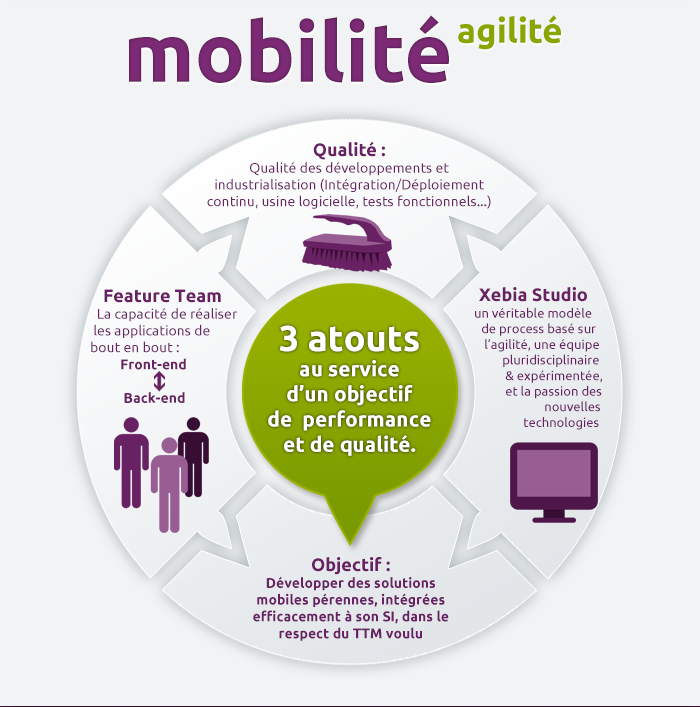 mobilité agilité
Qualité :
Qualité des développements et
industrialisation (Intégration/Déploiement
continu, usine logicielle, tests fonctionnels...)
Feature Team
La capacité de réaliser
les applications de
bout en bout :
Front-end
Back-end
3 atouts
au service
d'un objectif
de performance
et de qualité.
Xebia Studio
un véritable modèle
de process basé sur
l'agilité, une équipe
pluridisciplinaire
& expérimentée,
et la passion des
nouvelles
technologies
Objectif :
Développer des solutions
mobiles pérennes, intégrées
efficacement à son SI, dans le
respect du TTM voulu